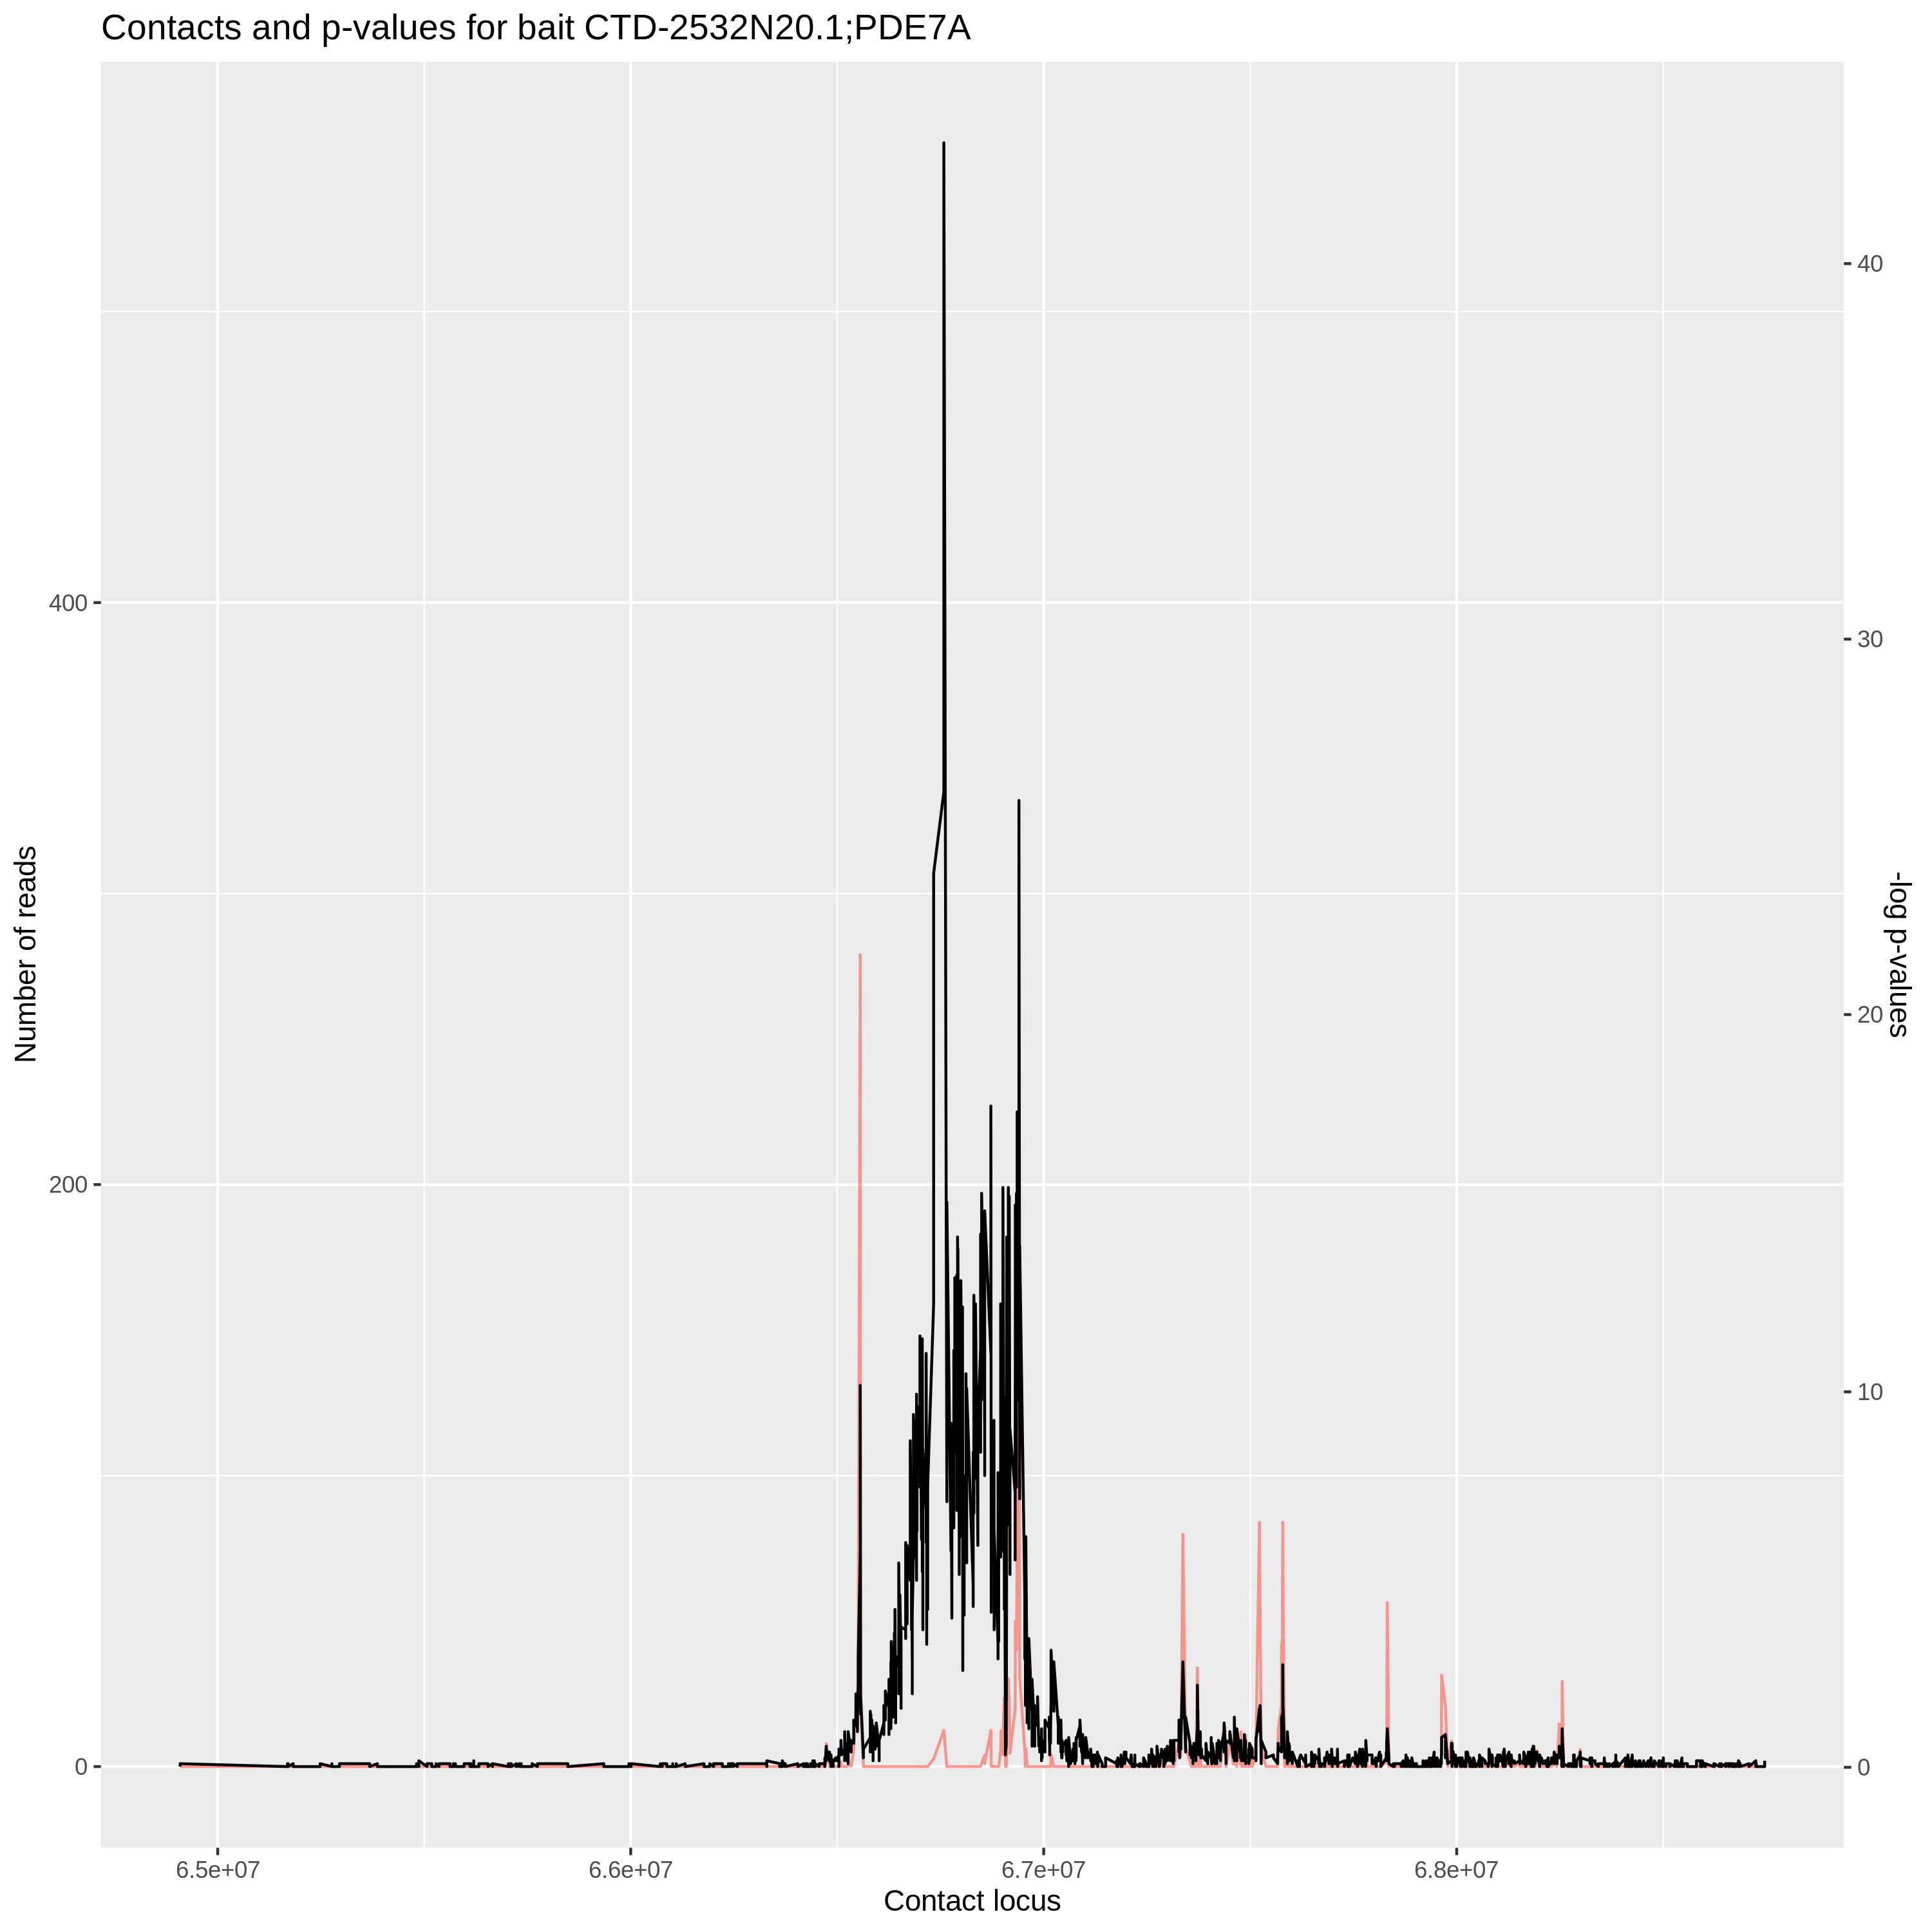 Contacts and p-values for bait CTD-2532N20.1;PDE7A
Number of reads
400
200
0
40
30
20
10
0
-log p-values
6.5e+07 6.6e+07 6.7e+07 6.8e+07
Contact locus